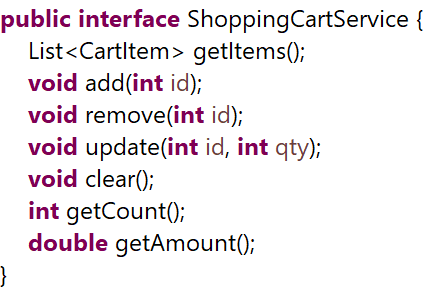 public interface ShoppingCartService {
List<CartItem> getItems();
void add(int id);
void remove(int id);
void update(int id, int qty);
void clear();
int getCount();
double getAmount();
}